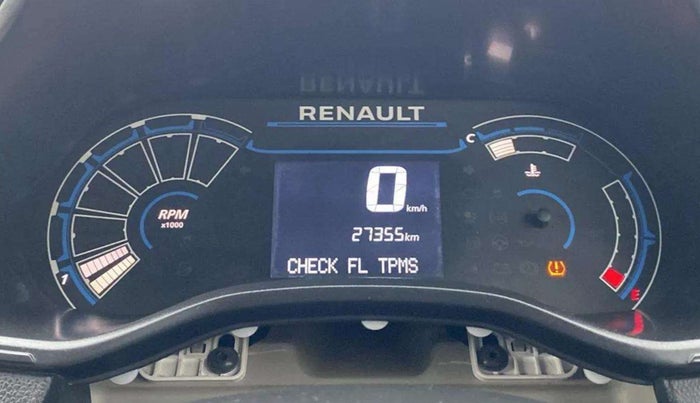 RENAULT
C
0 km/h
27355km
RPM
x1000
1
CHECK FL TPMS
E